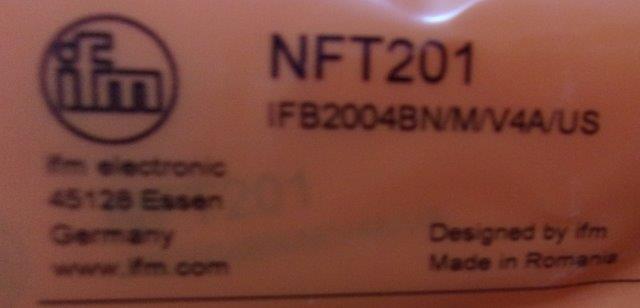 ifm
NFT201
IFB2004BN/M/V4A/US
ifm electronic
45128 Essen
Germany
www.ifm.com
Designed by ifm
Made in Romania